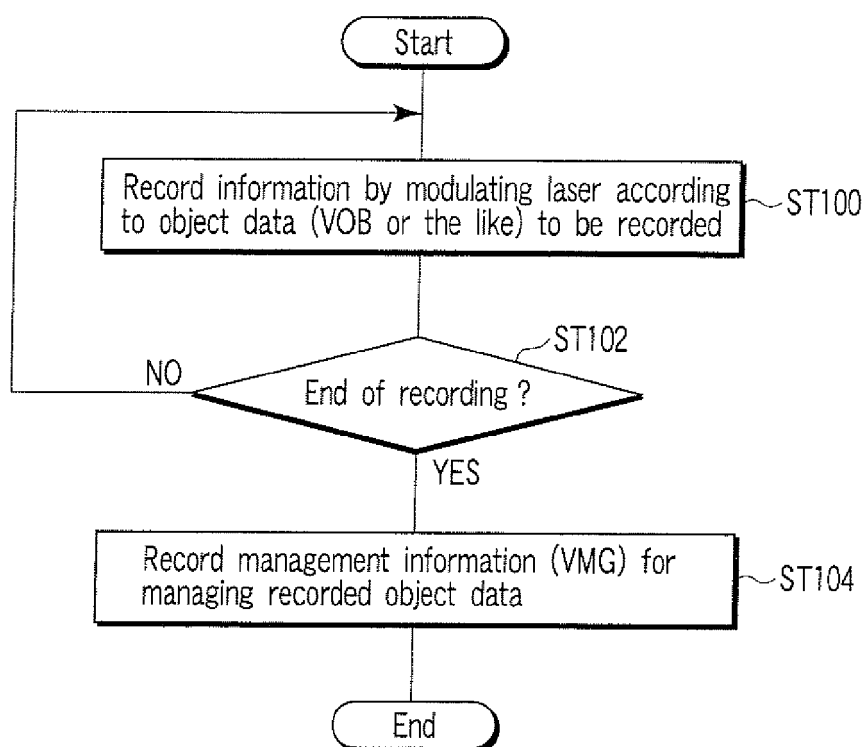 Start
Record information by modulating laser according
to object data (VOB or the like) to be recorded
ST100
ST102
NO
End of recording ?
YES
Record management information (VMG) for
managing recorded object data
ST104
End